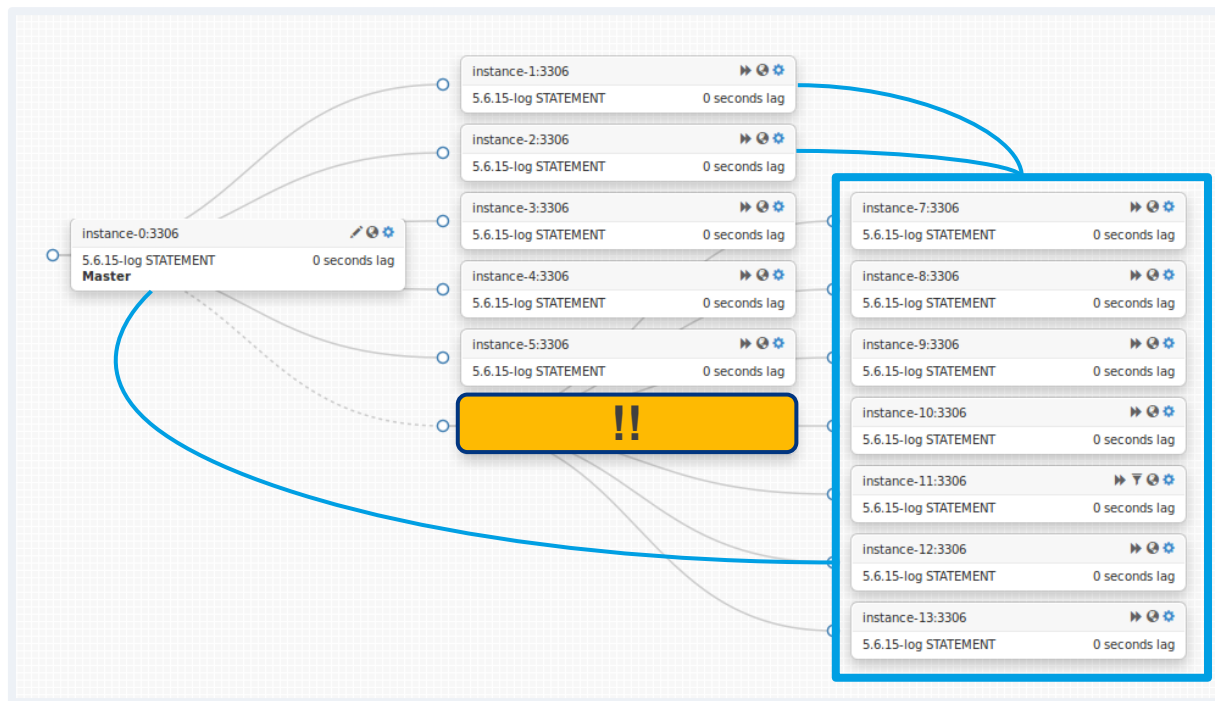 instance-0:3306
5.6.15-log STATEMENT 0 seconds lag
Master
instance-1:3306
5.6.15-log STATEMENT 0 seconds lag
instance-2:3306
5.6.15-log STATEMENT 0 seconds lag
instance-3:3306
5.6.15-log STATEMENT 0 seconds lag
instance-4:3306
5.6.15-log STATEMENT 0 seconds lag
instance-5:3306
5.6.15-log STATEMENT 0 seconds lag
!!
instance-7:3306
5.6.15-log STATEMENT 0 seconds lag
instance-8:3306
5.6.15-log STATEMENT 0 seconds lag
instance-9:3306
5.6.15-log STATEMENT 0 seconds lag
instance-10:3306
5.6.15-log STATEMENT 0 seconds lag
instance-11:3306
5.6.15-log STATEMENT 0 seconds lag
instance-12:3306
5.6.15-log STATEMENT 0 seconds lag
instance-13:3306
5.6.15-log STATEMENT 0 seconds lag